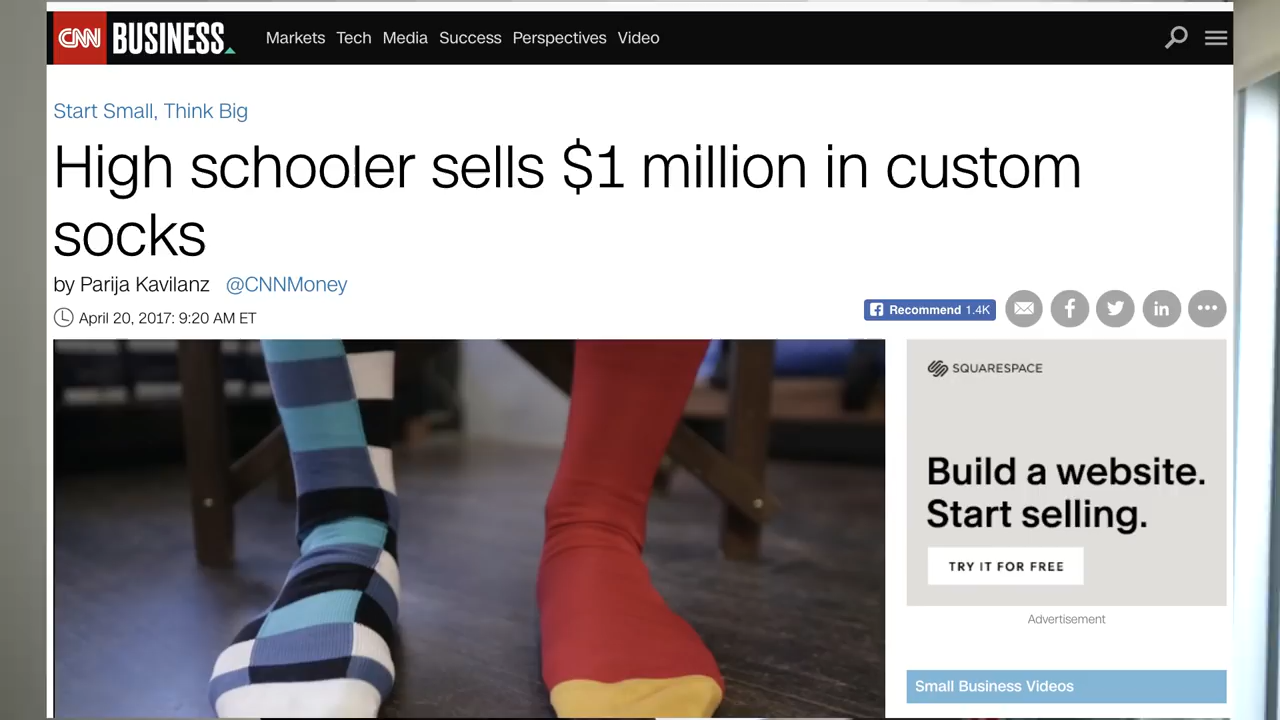 CNN BUSINESS
Markets Tech Media Success Perspectives Video
Start Small, Think Big
High schooler sells $1 million in custom
socks
by Parija Kavilanz @CNNMoney
April 20, 2017: 9:20 AM ET
Recommend 1.4K
SQUARESPACE
Build a website.
Start selling.
TRY IT FOR FREE
Advertisement
Small Business Videos